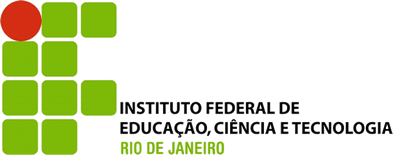 INSTITUTO FEDERAL DE
EDUCAÇÃO, CIÊNCIA E TECNOLOGIA
RIO DE JANEIRO